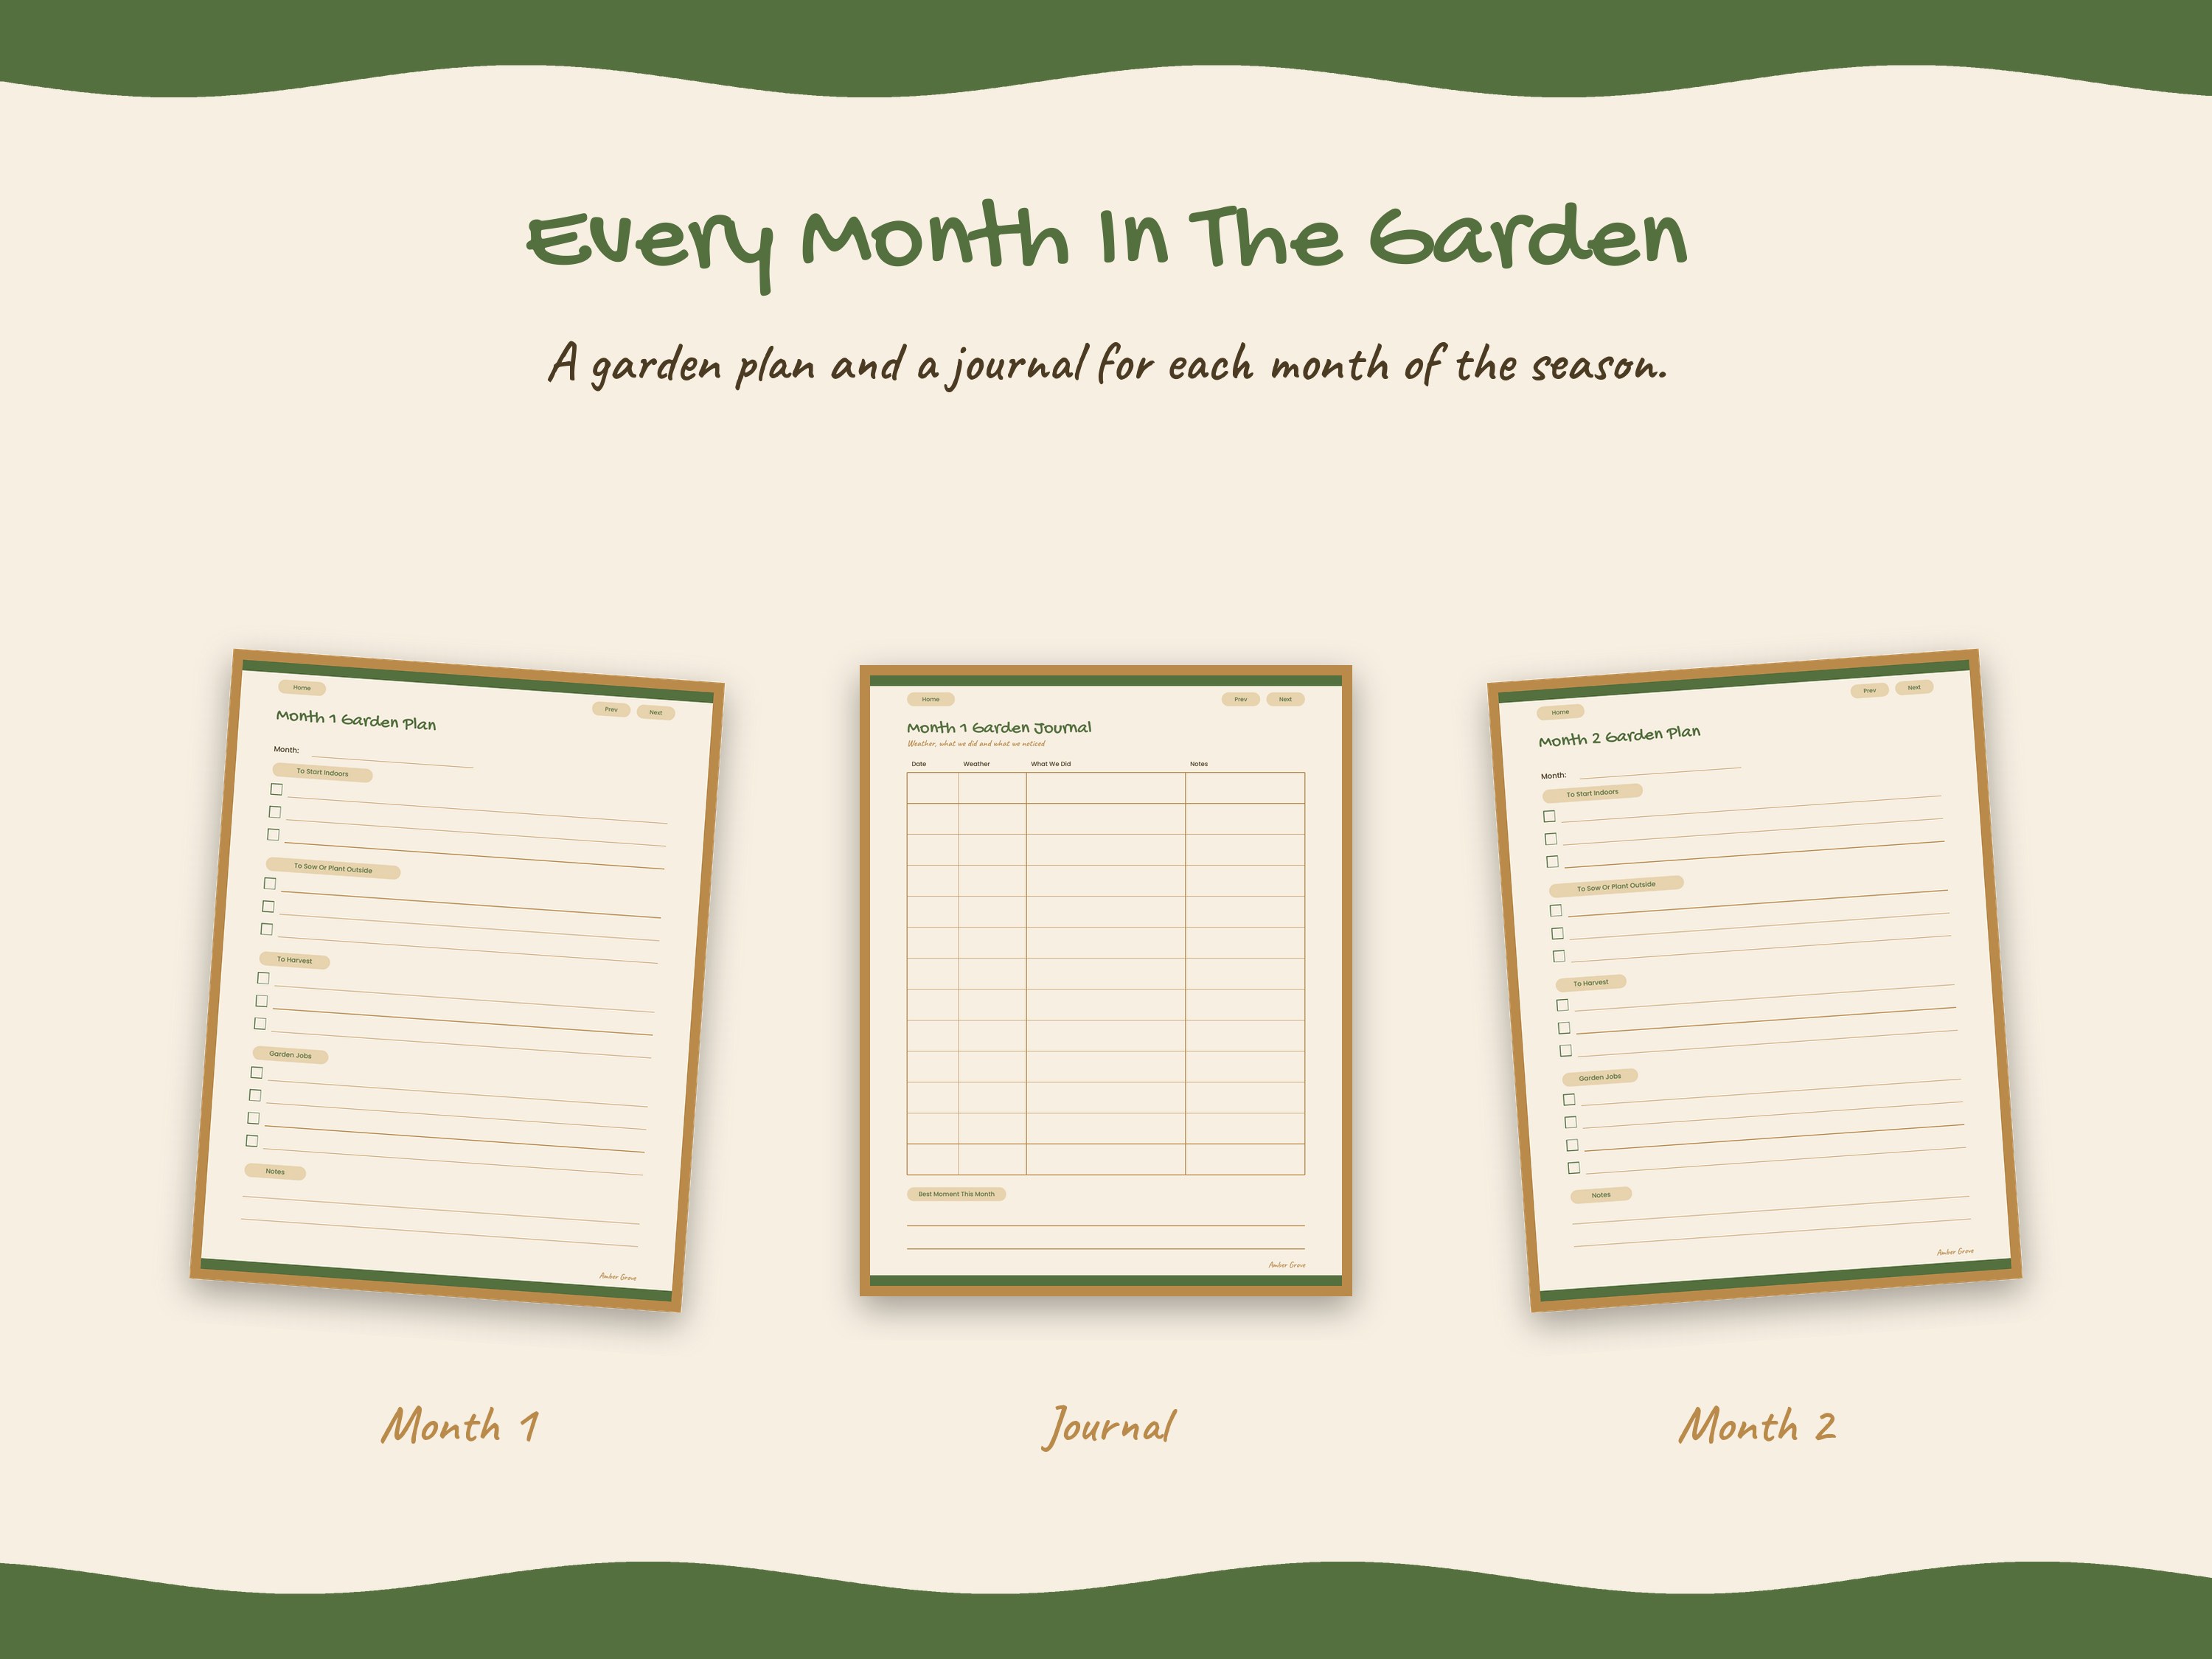 Every Month In The Garden
A garden plan and a journal for each month of the season.
Home
Prev Next
Month 1 Garden Plan
Month:
To Start Indoors
To Sow Or Plant Outside
To Harvest
Garden Jobs
Notes
Amber Grove
Home Prev Next
Month 1 Garden Journal
Weather, what we did and what we noticed
Date Weather What We Did Notes
Best Moment This Month
Amber Grove
Prev Next
Home
Month 2 Garden Plan
Month:
To Start Indoors
To Sow Or Plant Outside
To Harvest
Garden Jobs
Notes
Amber Grove
Month 1
Journal
Month 2